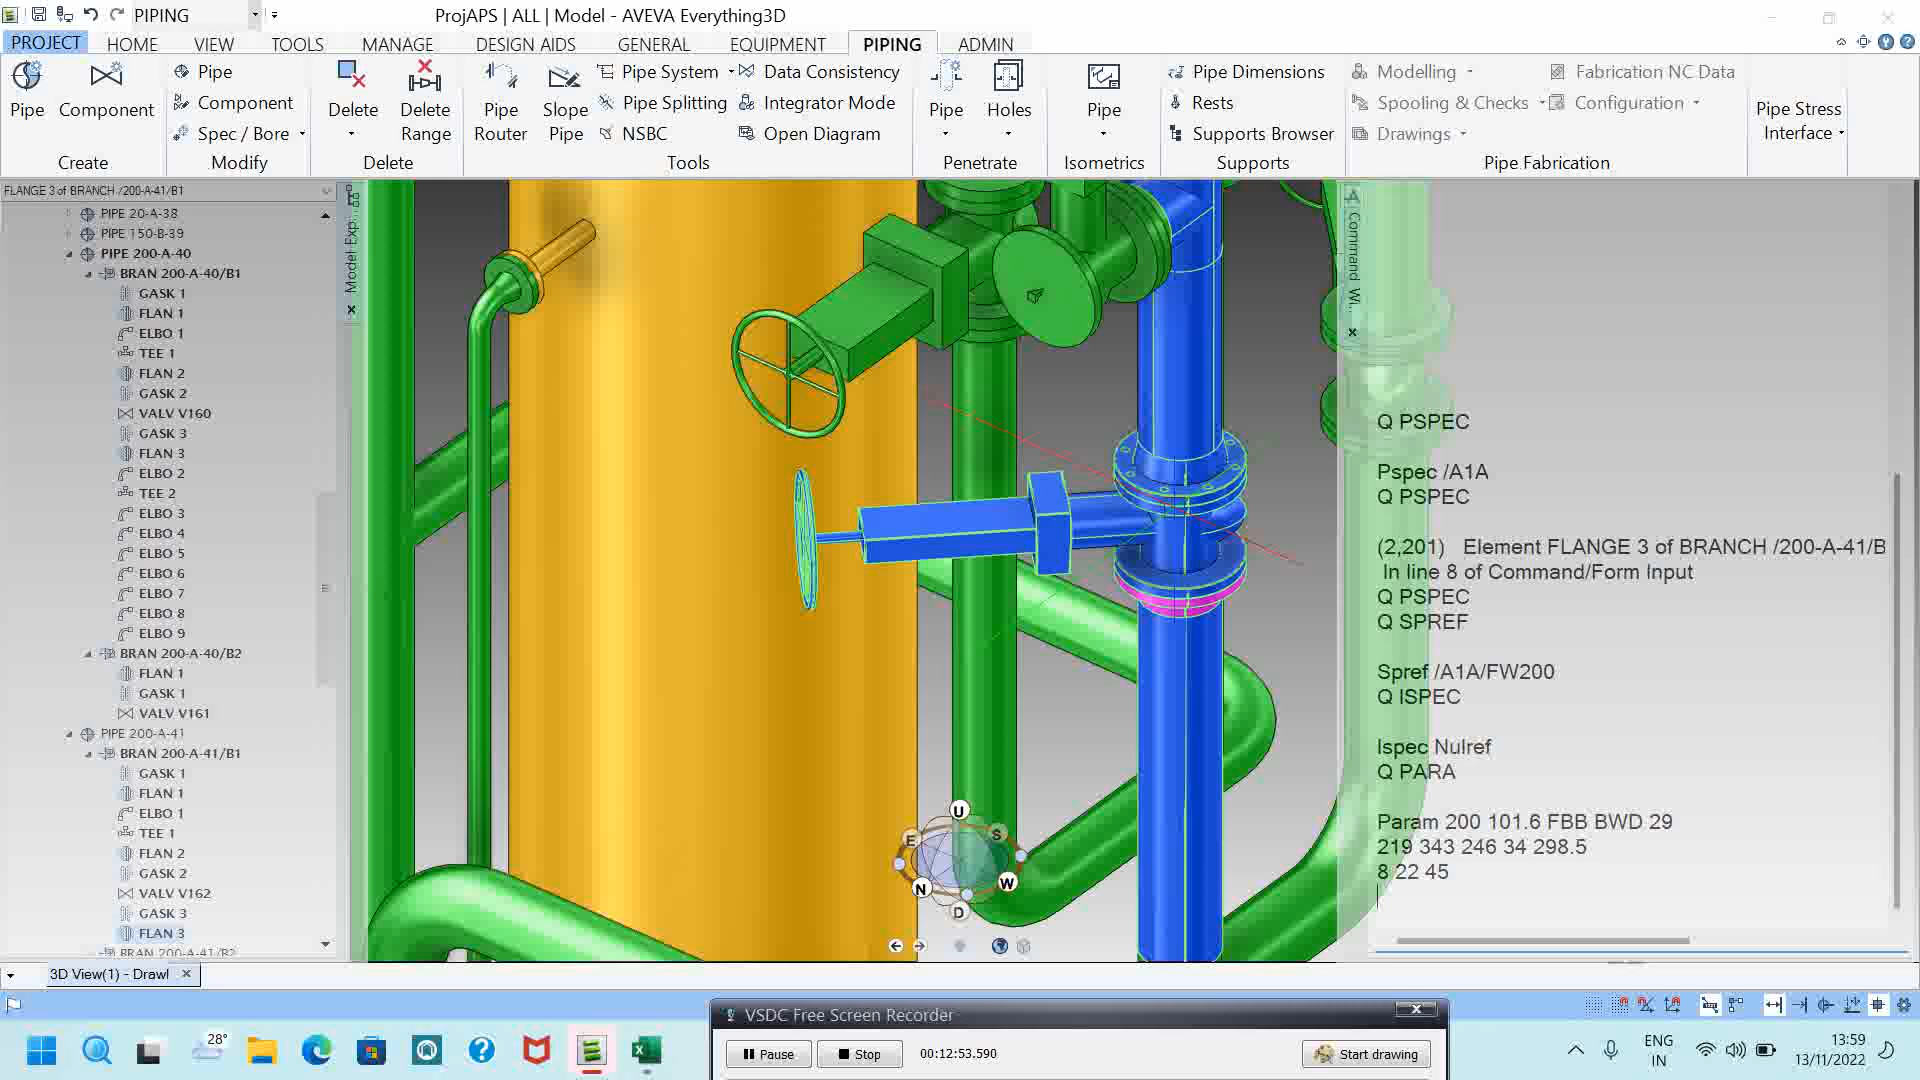 PIPING
ProjAPS | ALL | Model - AVEVA Everything3D
PROJECT HOME VIEW TOOLS MANAGE DESIGN AIDS GENERAL EQUIPMENT PIPING ADMIN
Pipe
Component
Create
Pipe
Component
Spec / Bore
Modify
Delete
Delete Range
Delete
Pipe Router
Slope Pipe
Pipe System
Pipe Splitting
NSBC
Data Consistency
Integrator Mode
Open Diagram
Tools
Pipe
Holes
Penetrate
Pipe
Isometrics
Pipe Dimensions
Rests
Supports Browser
Supports
Modelling
Spooling & Checks
Drawings
Fabrication NC Data
Configuration
Pipe Fabrication
Pipe Stress
Interface
FLANGE 3 of BRANCH /200-A-41/B1
PIPE 20-A-38
PIPE 150-B-39
PIPE 200-A-40
BRAN 200-A-40/B1
GASK 1
FLAN 1
ELBO 1
TEE 1
FLAN 2
GASK 2
VALV V160
GASK 3
FLAN 3
ELBO 2
TEE 2
ELBO 3
ELBO 4
ELBO 5
ELBO 6
ELBO 7
ELBO 8
ELBO 9
BRAN 200-A-40/B2
FLAN 1
GASK 1
VALV V161
PIPE 200-A-41
BRAN 200-A-41/B1
GASK 1
FLAN 1
ELBO 1
TEE 1
FLAN 2
GASK 2
VALV V162
GASK 3
FLAN 3
BRAN 200-A-41/B2
Model Exp...
Command Wi...
U
E
S
N
W
D
Q PSPEC
Pspec /A1A
Q PSPEC
(2,201) Element FLANGE 3 of BRANCH /200-A-41/B
In line 8 of Command/Form Input
Q PSPEC
Q SPREF
Spref /A1A/FW200
Q ISPEC
Ispec Nulref
Q PARA
Param 200 101.6 FBB BWD 29
219 343 246 34 298.5
8 22 45
3D View(1) - Drawl
VSDC Free Screen Recorder
Pause
Stop
00:12:53.590
Start drawing
28°
ENG
IN
13:59
13/11/2022